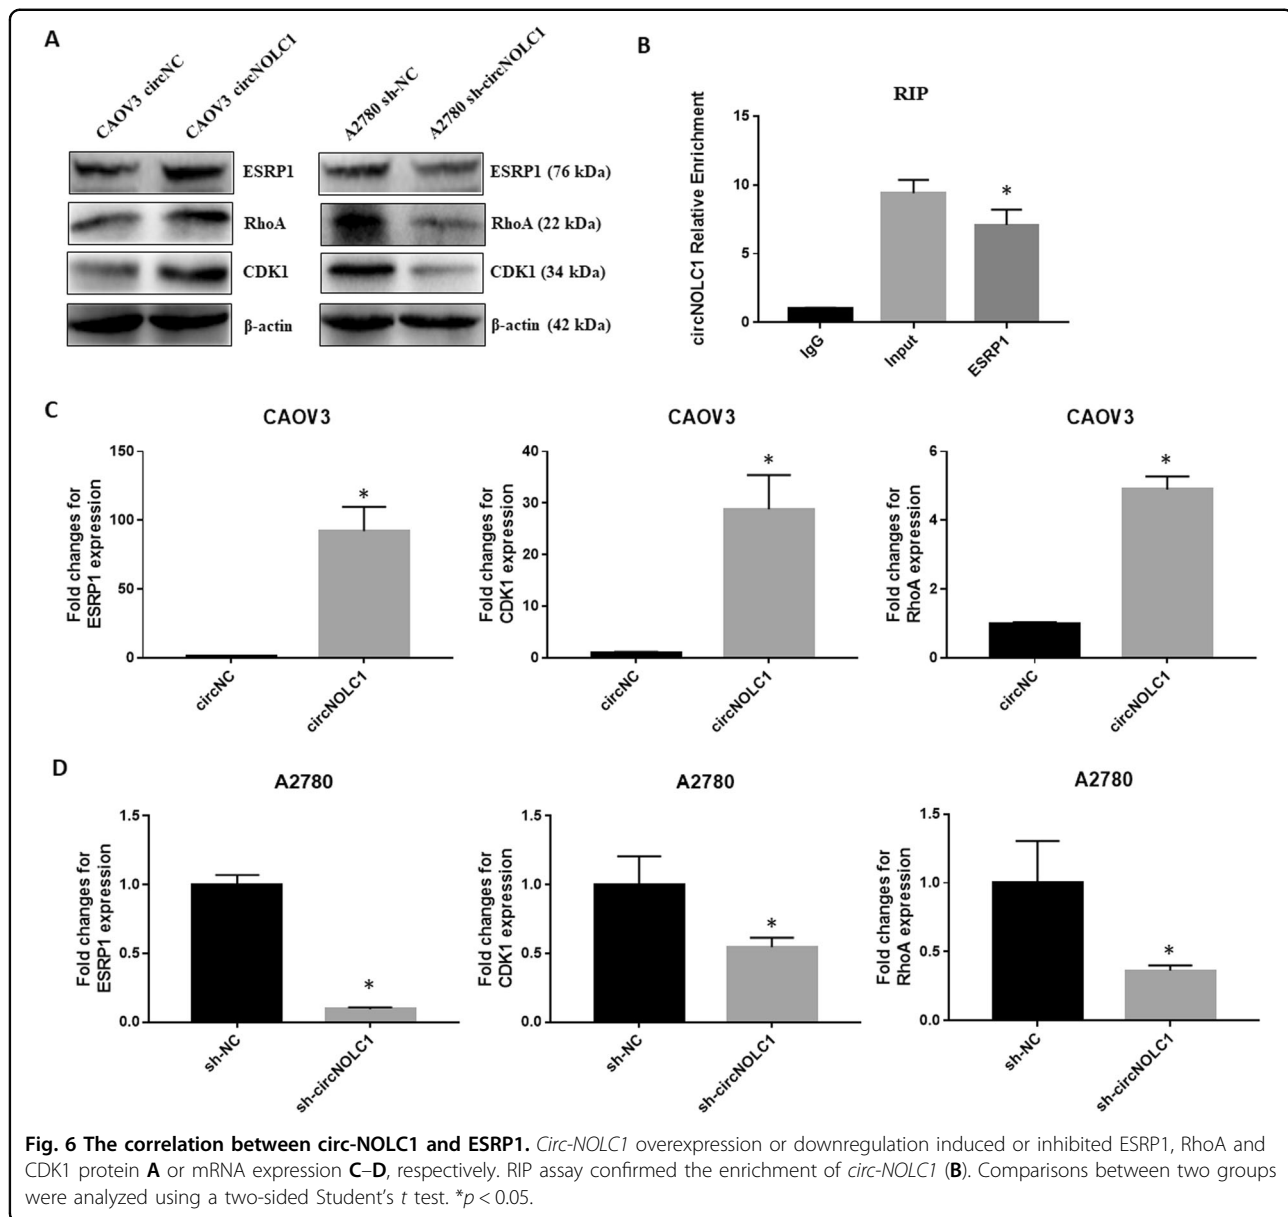 A
CAOV3 circNC
CAOV3 circNOLC1
A2780 sh-NC
A2780 sh-circNOLC1
ESRP1
ESRP1 (76 kDa)
RhoA
RhoA (22 kDa)
CDK1
CDK1 (34 kDa)
β-actin
β-actin (42 kDa)
B
RIP
circNOLC1 Relative Enrichment
15
10
5
0
*
IgG
Input
ESRP1
C
CAOV3
Fold changes for
ESRP1 expression
150
100
50
0
*
circNC
circNOLC1
CAOV3
Fold changes for
CDK1 expression
40
30
20
10
0
*
circNC
circNOLC1
CAOV3
Fold changes for
RhoA expression
6
4
2
0
*
circNC
circNOLC1
D
A2780
Fold changes for
ESRP1 expression
1.5
1.0
0.5
0.0
*
sh-NC
sh-circNOLC1
A2780
Fold changes for
CDK1 expression
1.5
1.0
0.5
0.0
*
sh-NC
sh-circNOLC1
A2780
Fold changes for
RhoA expression
1.5
1.0
0.5
0.0
*
sh-NC
sh-circNOLC1
Fig. 6 The correlation between circ-NOLC1 and ESRP1. Circ-NOLC1 overexpression or downregulation induced or inhibited ESRP1, RhoA and
CDK1 protein A or mRNA expression C–D, respectively. RIP assay confirmed the enrichment of circ-NOLC1 (B). Comparisons between two groups
were analyzed using a two-sided Student's t test. *p < 0.05.